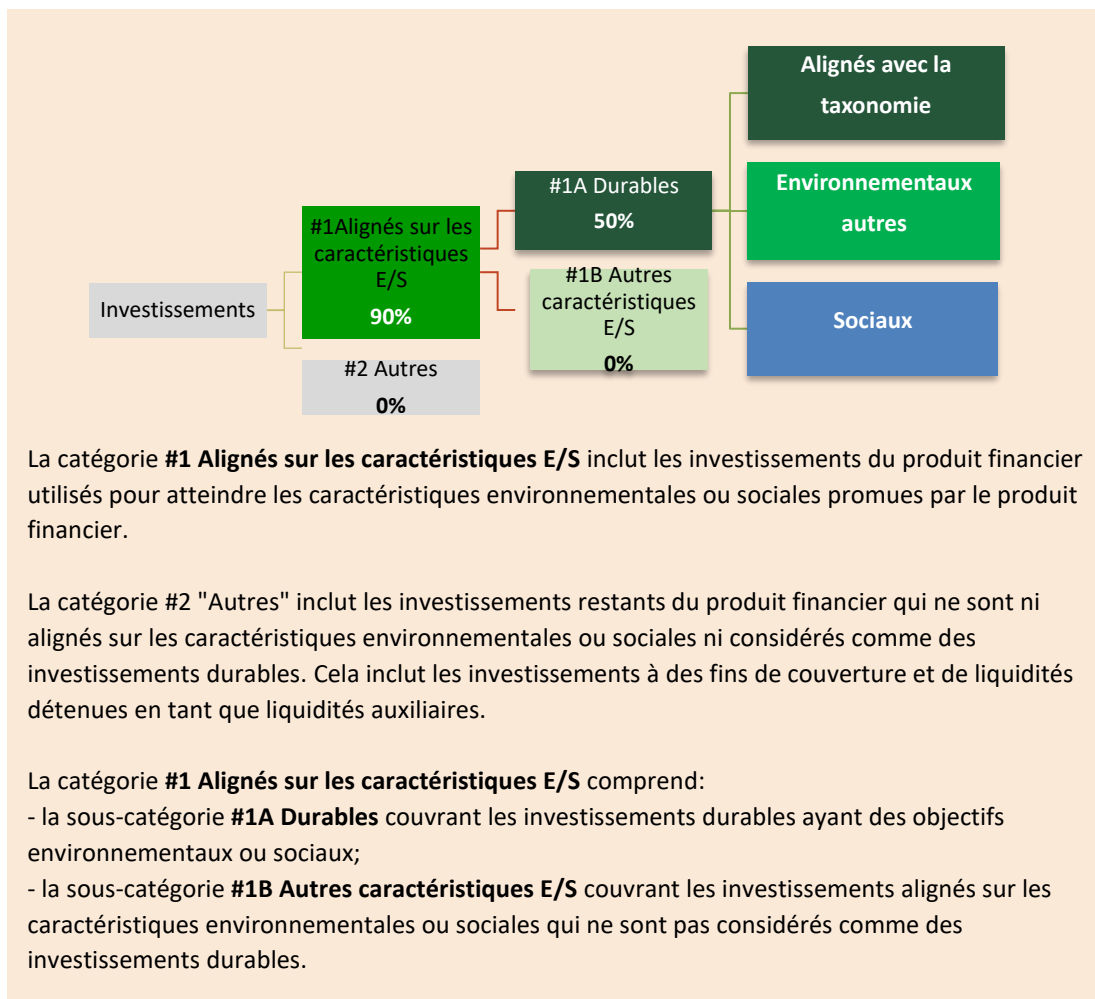 Investissements
#1Alignés sur les
caractéristiques
E/S
90%
#2 Autres
0%
#1A Durables
50%
#1B Autres
caractéristiques
E/S
0%
Alignés avec la
taxonomie
Environnementaux
autres
Sociaux
La catégorie #1 Alignés sur les caractéristiques E/S inclut les investissements du produit financier
utilisés pour atteindre les caractéristiques environnementales ou sociales promues par le produit
financier.
La catégorie #2 "Autres" inclut les investissements restants du produit financier qui ne sont ni
alignés sur les caractéristiques environnementales ou sociales ni considérés comme des
investissements durables. Cela inclut les investissements à des fins de couverture et de liquidités
détenues en tant que liquidités auxiliaires.
La catégorie #1 Alignés sur les caractéristiques E/S comprend:
- la sous-catégorie #1A Durables couvrant les investissements durables ayant des objectifs
environnementaux ou sociaux;
- la sous-catégorie #1B Autres caractéristiques E/S couvrant les investissements alignés sur les
caractéristiques environnementales ou sociales qui ne sont pas considérés comme des
investissements durables.